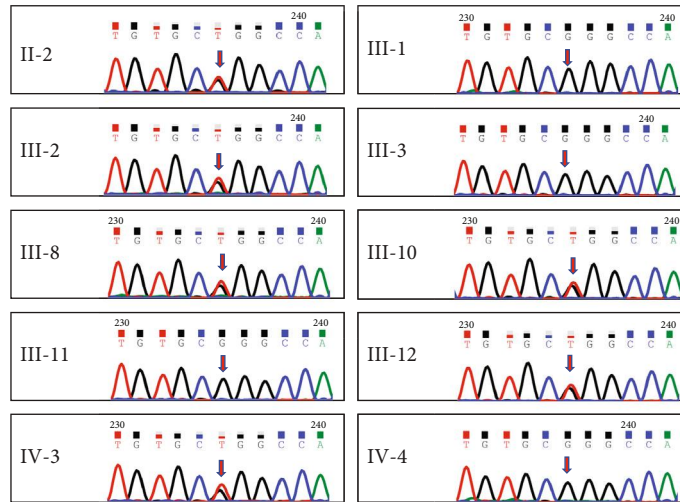 240
T G T G C T G G C C A
II-2
230 240
T G T G C G G G C C A
III-1
240
T G T G C T G G C C A
III-2
240
T G T G C G G G C C A
III-3
230 240
T G T G C T G G C C A
III-8
240
T G T G C T G G C C A
III-10
230 240
T G T G C G G G C C A
III-11
230 240
T G T G C T G G C C A
III-12
230 240
T G T G C T G G C C A
IV-3
240
T G T G C G G G C C A
IV-4